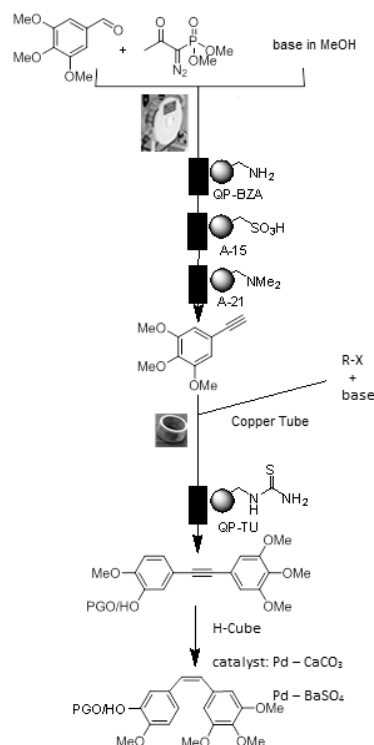 MeO
O
MeO
OMe
+
O
O
P
OMe
OMe
N2
base in MeOH
NH2
QP-BZA
SO3H
A-15
NMe2
A-21
MeO
MeO
OMe
R-X
+
base
Copper Tube
S
N
H
NH2
QP-TU
MeO
PGO/HO
OMe
OMe
OMe
H-Cube
catalyst: Pd – CaCO3
Pd – BaSO4
PGO/HO
OMe
OMe
OMe
OMe